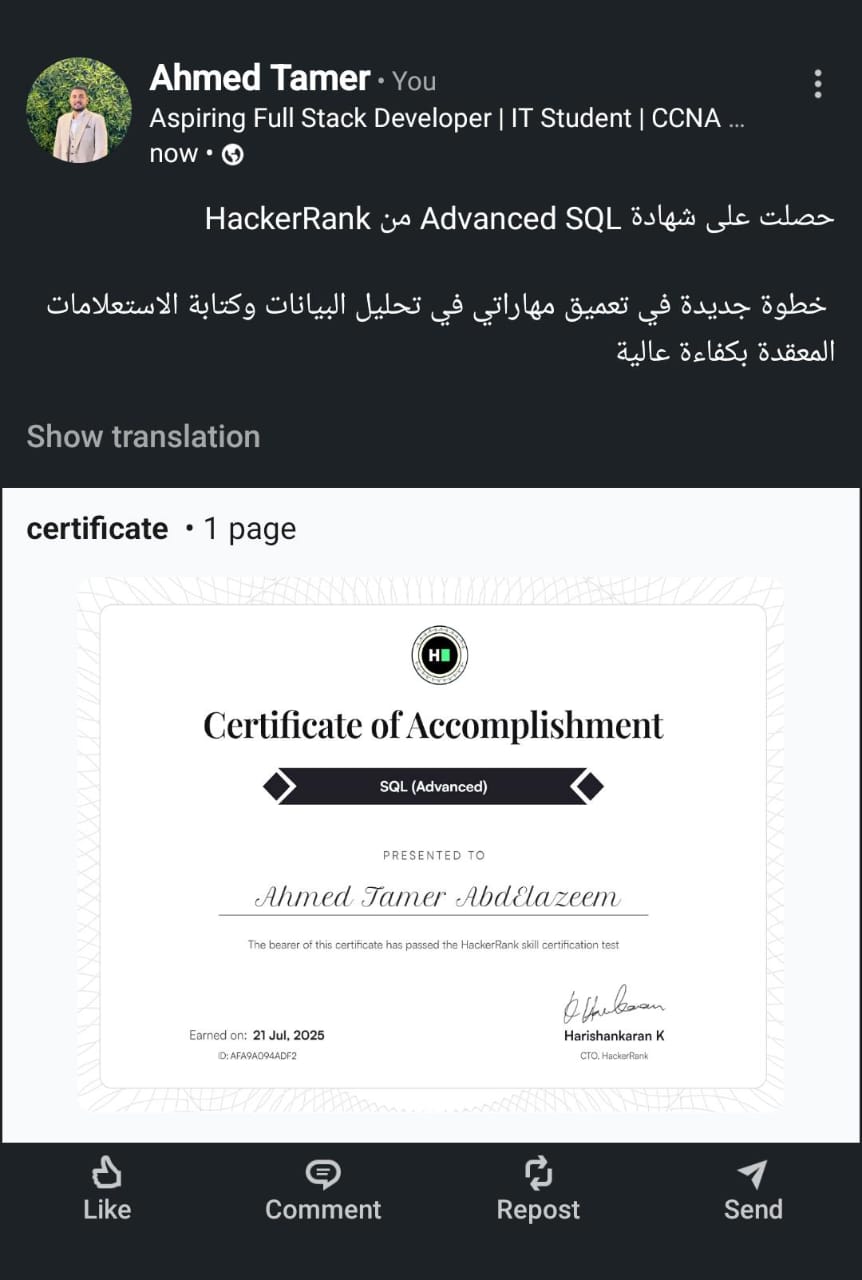 Ahmed Tamer • You
Aspiring Full Stack Developer | IT Student | CCNA ...
now •
حصلت على شهادة Advanced SQL من HackerRank
خطوة جديدة في تعميق مهاراتي في تحليل البيانات وكتابة الاستعلامات
المعقدة بكفاءة عالية
Show translation
certificate • 1 page
H
Certificate of Accomplishment
SQL (Advanced)
PRESENTED TO
Ahmed Tamer AbdElazeem
The bearer of this certificate has passed the HackerRank skill certification test
Earned on: 21 Jul, 2025
ID: AFA9A094ADF2
Harishankaran K
CTO, HackerRank
Like
Comment
Repost
Send